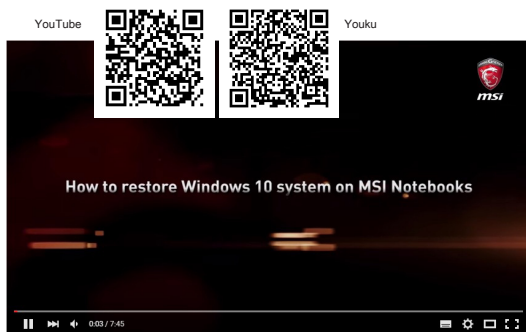 YouTube
Youku
msi
How to restore Windows 10 system on MSI Notebooks
0:03 / 7:45